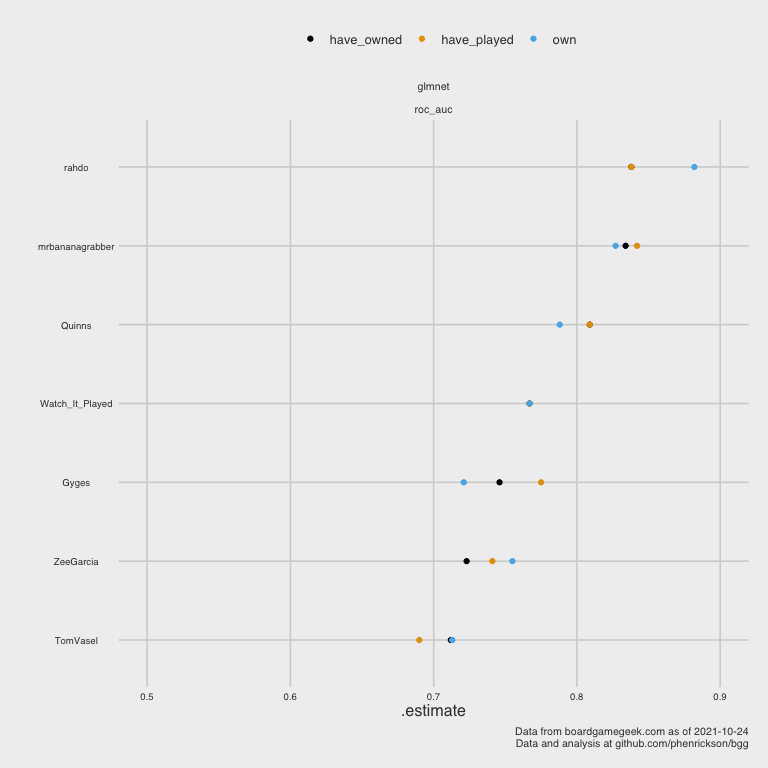 have_owned have_played own
glmnet
roc_auc
rahdo
mrbananagrabber
Quinns
Watch_It_Played
Gyges
ZeeGarcia
TomVasel
0.5 0.6 0.7 0.8 0.9
.estimate
Data from boardgamegeek.com as of 2021-10-24
Data and analysis at github.com/phenrickson/bgg